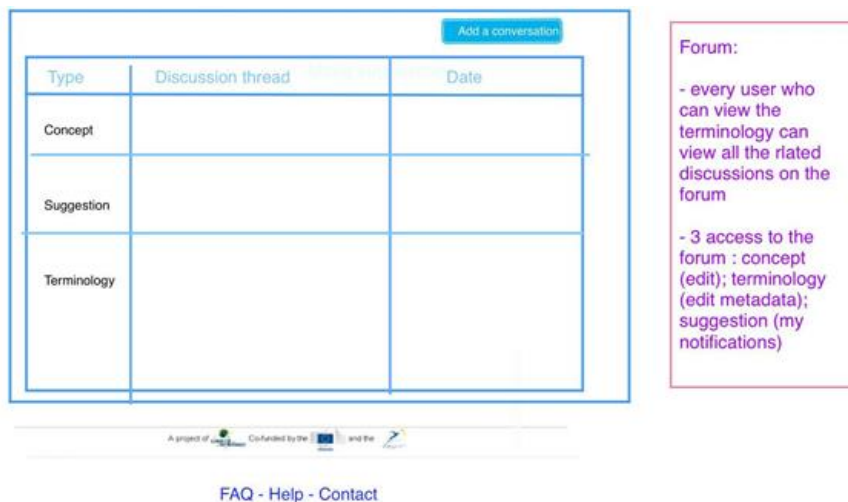 Add a conversation
Type Discussion thread Date
Concept
Suggestion
Terminology
A project of Co-funded by the and the
FAQ - Help - Contact
Forum:
- every user who
can view the
terminology can
view all the rlated
discussions on the
forum
- 3 access to the
forum : concept
(edit); terminology
(edit metadata);
suggestion (my
notifications)